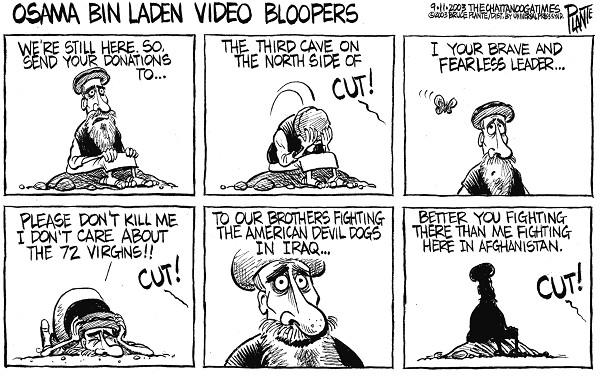 OSAMA BIN LADEN VIDEO BLOOPERS
9-11-2003 THE CHATTANOOGA TIMES.
©2003 BRUCE PLANTE/DIST. BY UNIVERSAL PRESS SYND.
PLANTE
WE'RE STILL HERE. SO,
SEND YOUR DONATIONS
TO...
THE THIRD CAVE ON
THE NORTH SIDE OF
CUT!
I YOUR BRAVE AND
FEARLESS LEADER...
PLEASE DON'T KILL ME
I DON'T CARE ABOUT
THE 72 VIRGINS!!
CUT!
TO OUR BROTHERS FIGHTING
THE AMERICAN DEVIL DOGS
IN IRAQ...
BETTER YOU FIGHTING
THERE THAN ME FIGHTING
HERE IN AFGHANISTAN.
CUT!